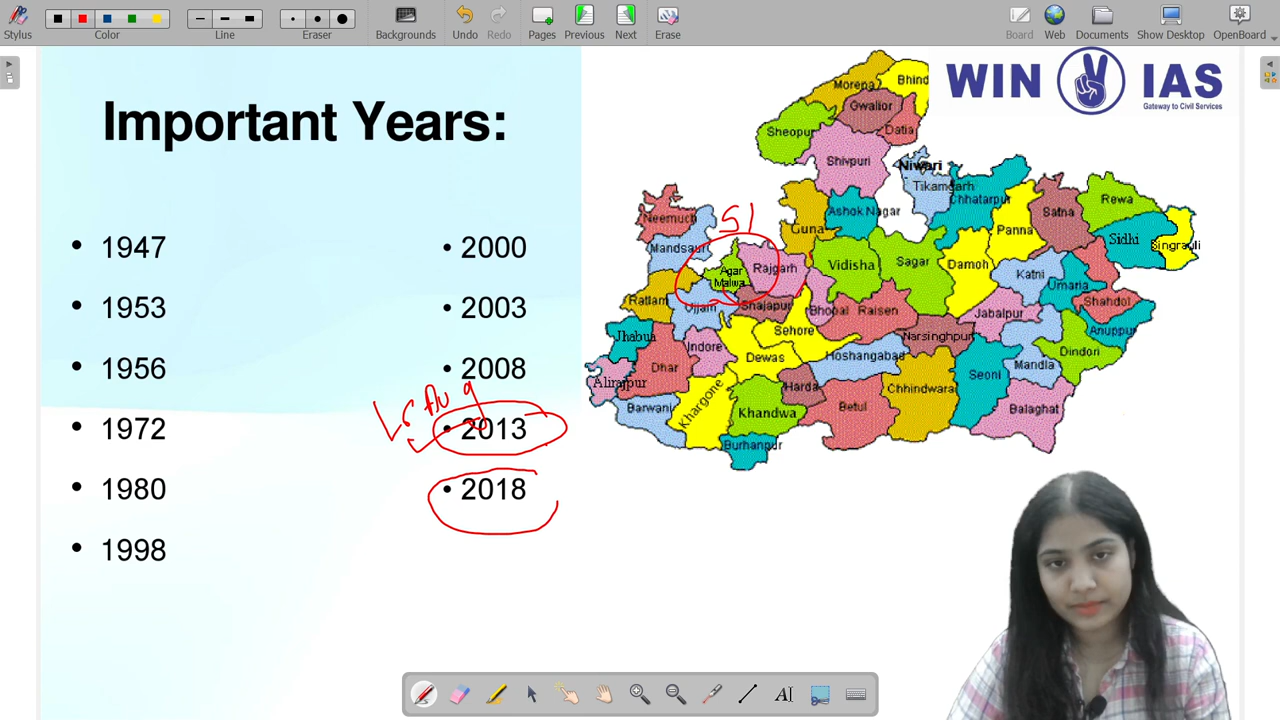 Stylus
Color
Line
Eraser
Backgrounds
Undo
Redo
Pages
Previous
Next
Erase
Board
Web
Documents
Show Desktop
OpenBoard
WIN IAS
Gateway to Civil Services
Important Years:
• 1947
• 1953
• 1956
• 1972
• 1980
• 1998
• 2000
• 2003
• 2008
• 2013
• 2018
Aug
51
Morena
Bhind
Gwalior
Sheopur
Datia
Shivpuri
Niwari
Tikamgarh
Chhatarpur
Neemuch
Mandsaur
Guna
Ashok Nagar
Panna
Satna
Rewa
Sidhi
Singrauli
Agar
Malwa
Rajgarh
Vidisha
Sagar
Damoh
Katni
Umaria
Shahdol
Ratlam
Ujjain
Shajapur
Bhopal
Raisen
Jabalpur
Anuppur
Jhabua
Indore
Dewas
Sehore
Hoshangabad
Narsinghpur
Mandla
Dindori
Alirajpur
Dhar
Harda
Chhindwara
Seoni
Barwani
Khargone
Khandwa
Betul
Balaghat
Burhanpur
AI